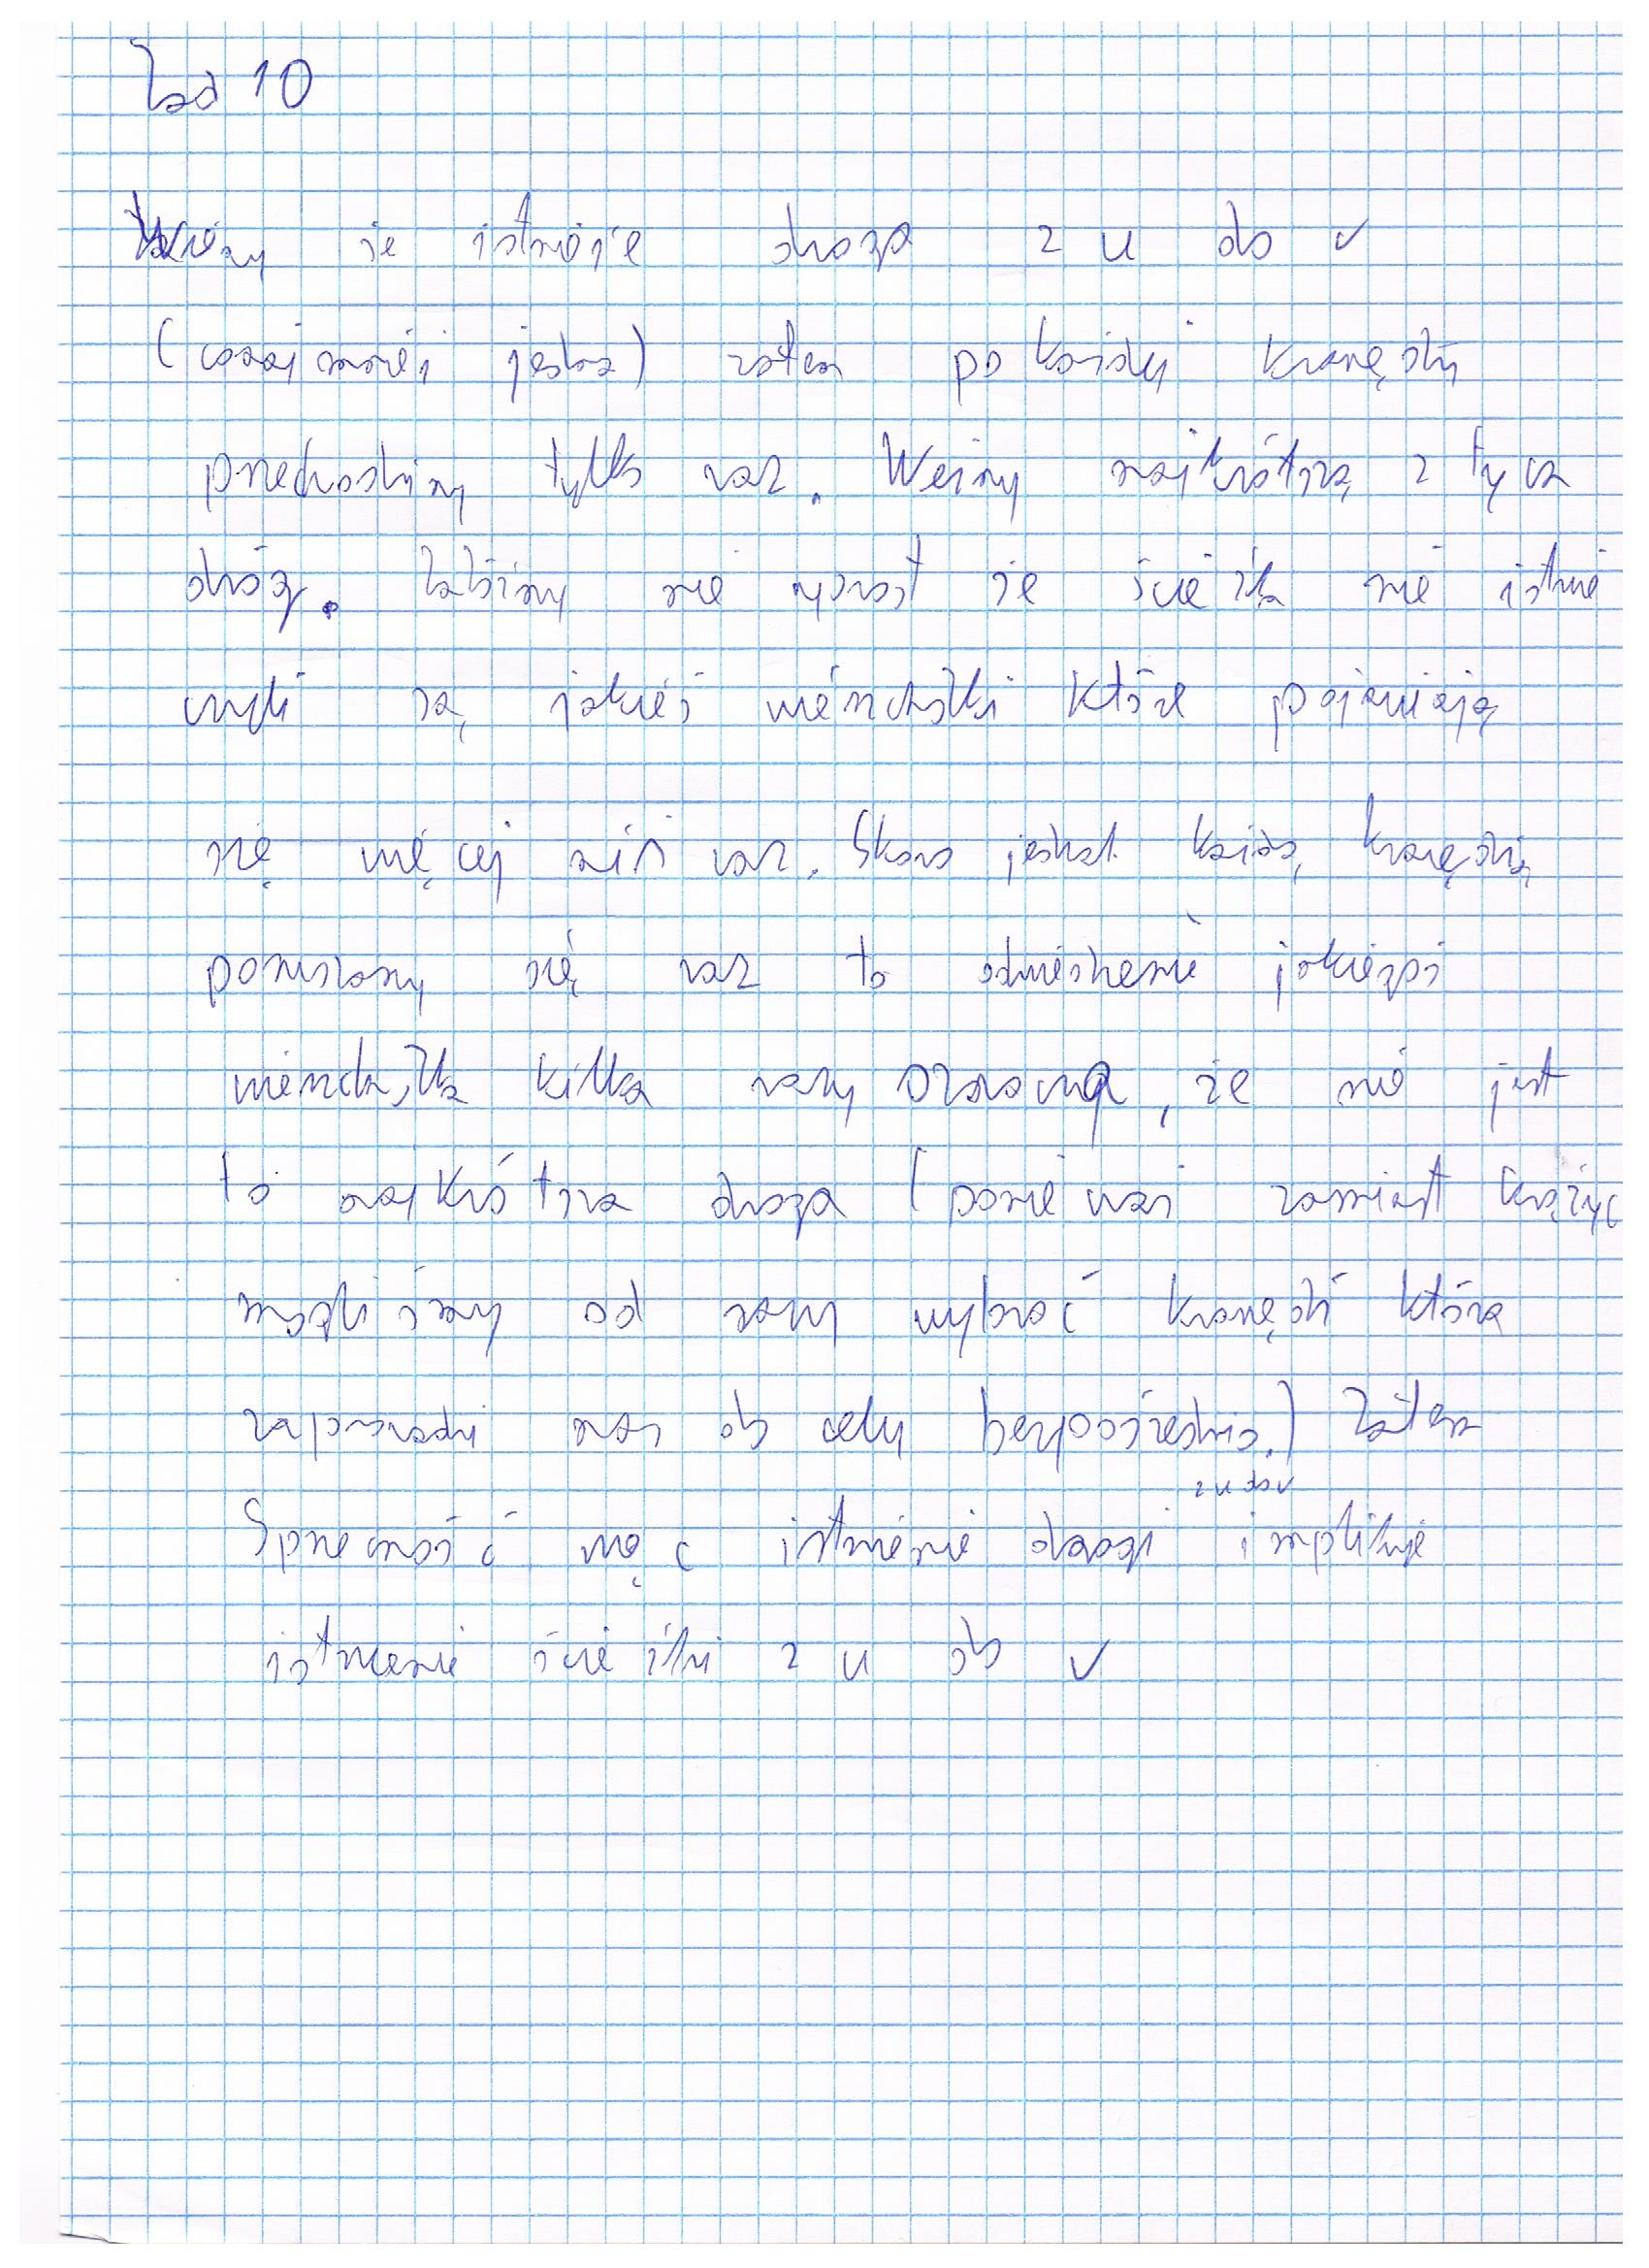 Zad 10
Wiemy że istnieje droga z u do v
(conajmniej jedna) zatem po każdej krawędzi
przechodzimy tylko raz. Weźmy najkrótszą z tych
dróg. Załóżmy nie wprost że ścieżka nie istnie
czyli są jakieś wierzchołki które pojawiają
się więcej niż raz. Skoro jednak każdą krawędzią
poruszamy się raz to odwiedzenie jakiegoś
wierzchołka kilka razy oznacza, że nie jest
to najkrótsza droga (ponieważ zamiast krążyć
mogliśmy od razu wybrać krawędź która
zaprowadzi nas do celu bezpośrednio.) Zatem
Sprzeczność więc istnienie drogi z u do v implikuje
istnienie ścieżki z u do v